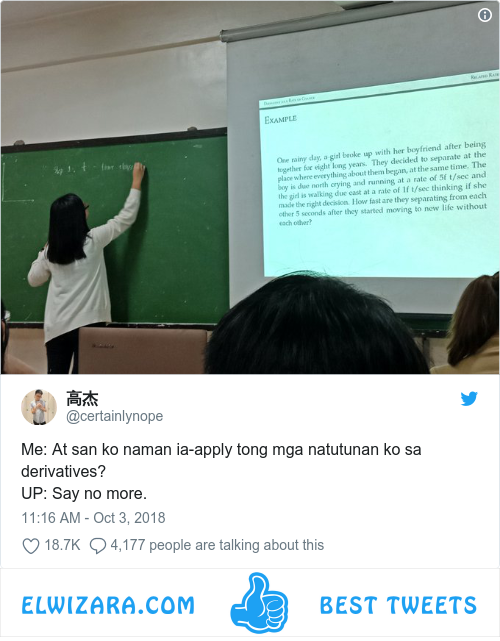 EXAMPLE
One rainy day, a girl broke up with her boyfriend after being
together for eight long years. They decided to separate at the
place where everything about them began, at the same time. The
boy is due north crying and running at a rate of 5f t/sec and
the girl is walking due east at a rate of 1f t/sec thinking if she
made the right decision. How fast are they separating from each
other 5 seconds after they started moving to new life without
each other?
高杰
@certainlynope
Me: At san ko naman ia-apply tong mga natutunan ko sa
derivatives?
UP: Say no more.
11:16 AM - Oct 3, 2018
18.7K 4,177 people are talking about this
ELWIZARA.COM BEST TWEETS